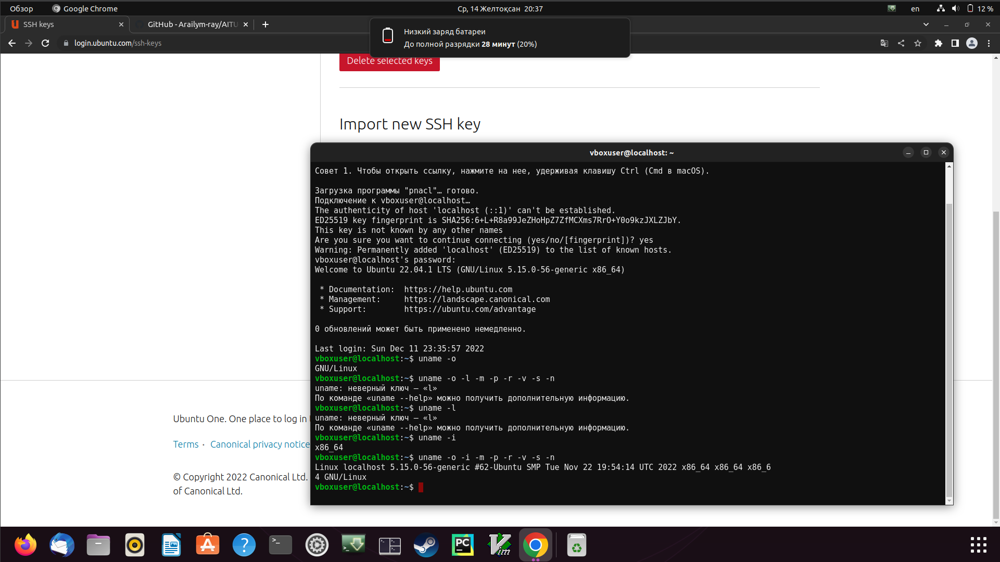 Обзор
Google Chrome
Ср, 14 Желтоқсан 20:37
en
12 %
SSH keys
GitHub - Arailym-ray/AITU
login.ubuntu.com/ssh-keys
Низкий заряд батареи
До полной разрядки 28 минут (20%)
Delete selected keys
Import new SSH key
vboxuser@localhost: ~
Совет 1. Чтобы открыть ссылку, нажмите на нее, удерживая клавишу Ctrl (Cmd в macOS).
Загрузка программы "pnacl"… готово.
Подключение к vboxuser@localhost…
The authenticity of host 'localhost (::1)' can't be established.
ED25519 key fingerprint is SHA256:6+L+R8a99JeZHoHpZ7ZfMCXms7RrO+Y0o9kzJXLZJbY.
This key is not known by any other names
Are you sure you want to continue connecting (yes/no/[fingerprint])? yes
Warning: Permanently added 'localhost' (ED25519) to the list of known hosts.
vboxuser@localhost's password:
Welcome to Ubuntu 22.04.1 LTS (GNU/Linux 5.15.0-56-generic x86_64)
* Documentation:  https://help.ubuntu.com
* Management:     https://landscape.canonical.com
* Support:        https://ubuntu.com/advantage
0 обновлений может быть применено немедленно.
Last login: Sun Dec 11 23:35:57 2022
vboxuser@localhost:~$ uname -o
GNU/Linux
vboxuser@localhost:~$ uname -o -l -m -p -r -v -s -n
uname: неверный ключ — «l»
По команде «uname --help» можно получить дополнительную информацию.
vboxuser@localhost:~$ uname -l
uname: неверный ключ — «l»
По команде «uname --help» можно получить дополнительную информацию.
vboxuser@localhost:~$ uname -i
x86_64
vboxuser@localhost:~$ uname -o -i -m -p -r -v -s -n
Linux localhost 5.15.0-56-generic #62-Ubuntu SMP Tue Nov 22 19:54:14 UTC 2022 x86_64 x86_64 x86_6
4 GNU/Linux
vboxuser@localhost:~$
Ubuntu One. One place to log in
Terms · Canonical privacy notice
© Copyright 2022 Canonical Ltd.
of Canonical Ltd.
>_
?
>_
PC
Vim